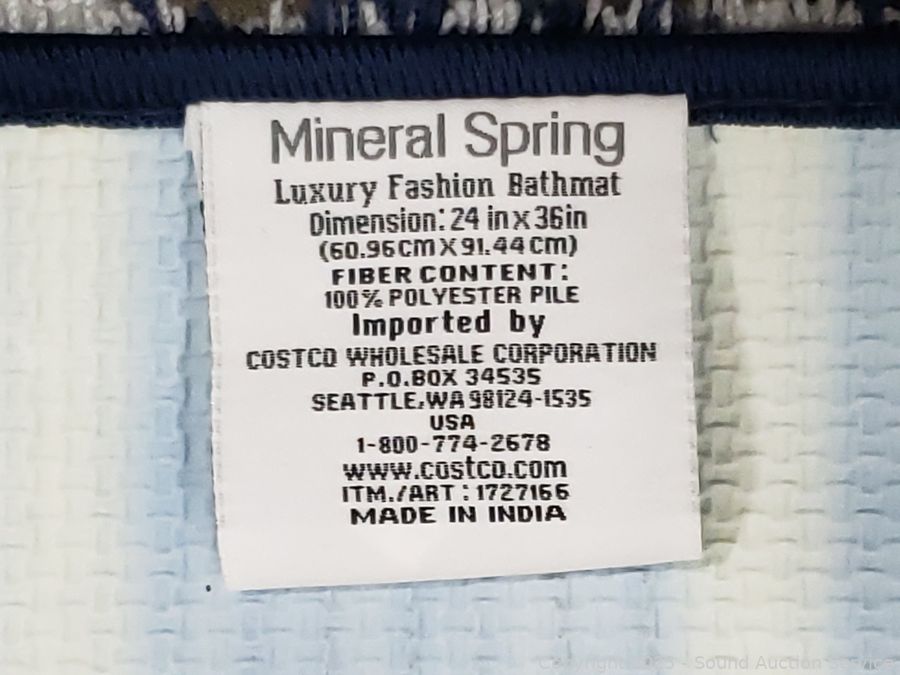 Mineral Spring
Luxury Fashion Bathmat
Dimension: 24 in x 36in
(60.96CM X 91.44CM)
FIBER CONTENT:
100% POLYESTER PILE
Imported by
COSTCO WHOLESALE CORPORATION
P.O.BOX 34535
SEATTLE,WA 98124-1535
USA
1-800-774-2678
www.costco.com
ITM./ART : 1727166
MADE IN INDIA
Copyright - Sound Auction Service